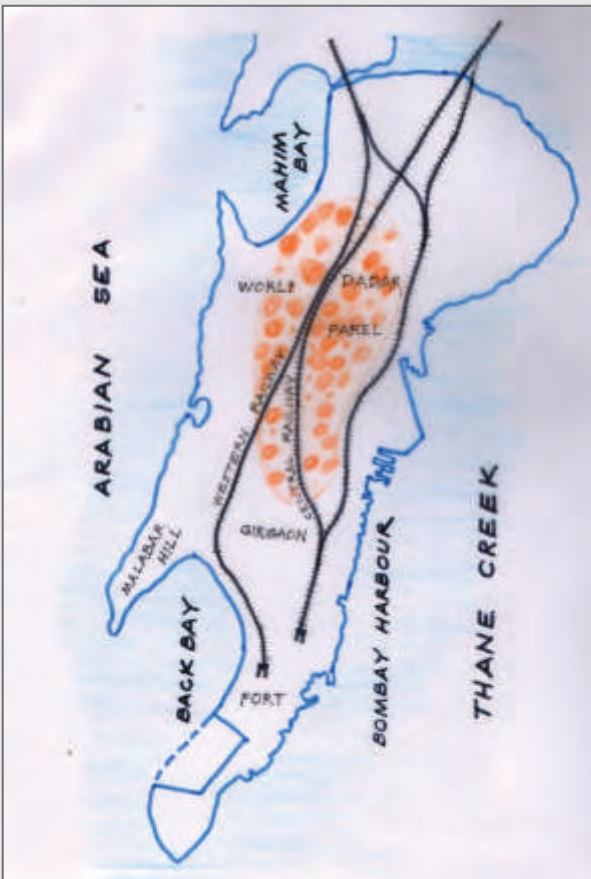 MAHIM
BAY
ARABIAN SEA
WORLI
DADAR
PAREL
WESTERN RAILWAY
CENTRAL RAILWAY
GIRGAON
MALABAR
HILL
BACK BAY
FORT
BOMBAY HARBOUR
THANE CREEK